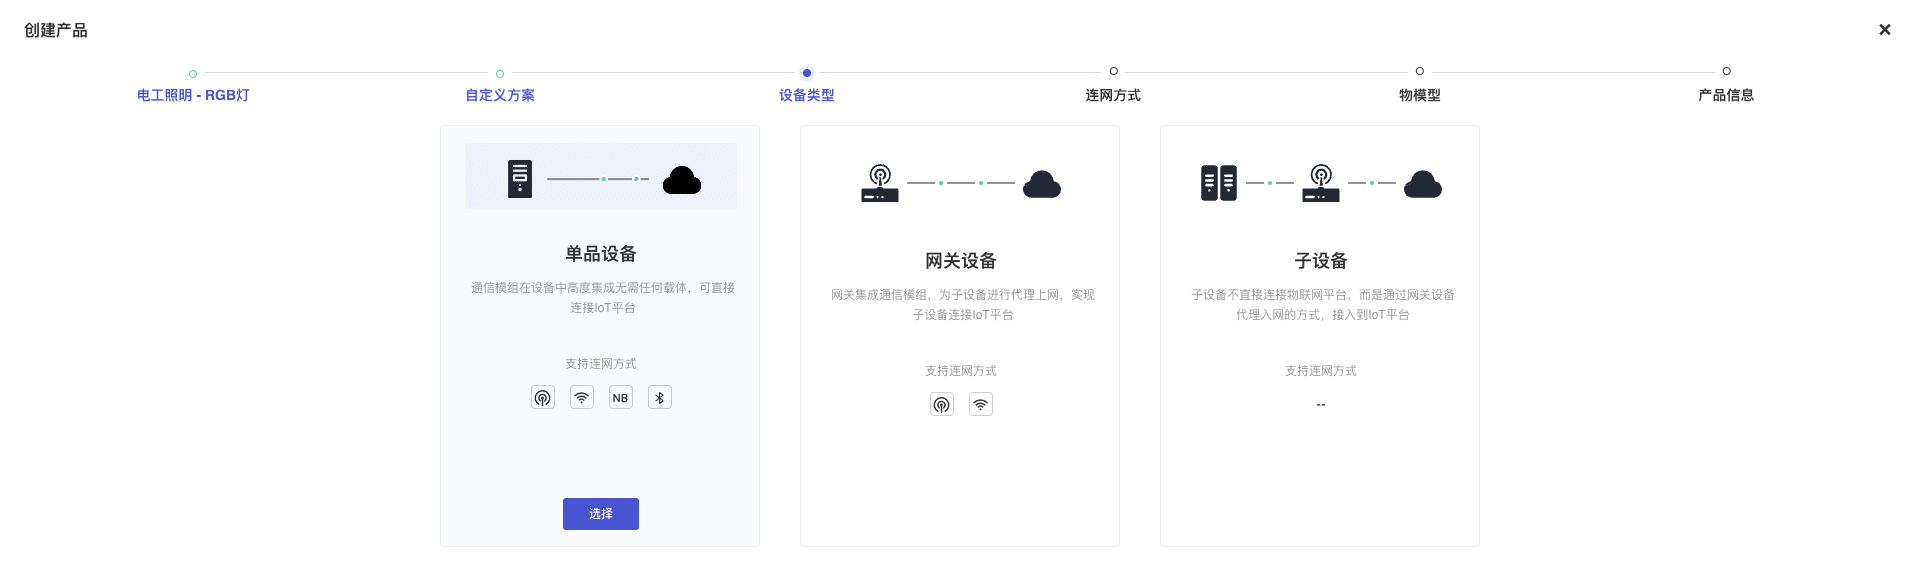 创建产品
电工照明 - RGB灯
自定义方案
设备类型
连网方式
物模型
产品信息
单品设备
通信模组在设备中高度集成无需任何载体，可直接
连接IoT平台
支持连网方式
NB
选择
网关设备
网关集成通信模组，为子设备进行代理上网，实现
子设备连接IoT平台
支持连网方式
子设备
子设备不直接连接物联网平台，而是通过网关设备
代理入网的方式，接入到IoT平台
支持连网方式
--